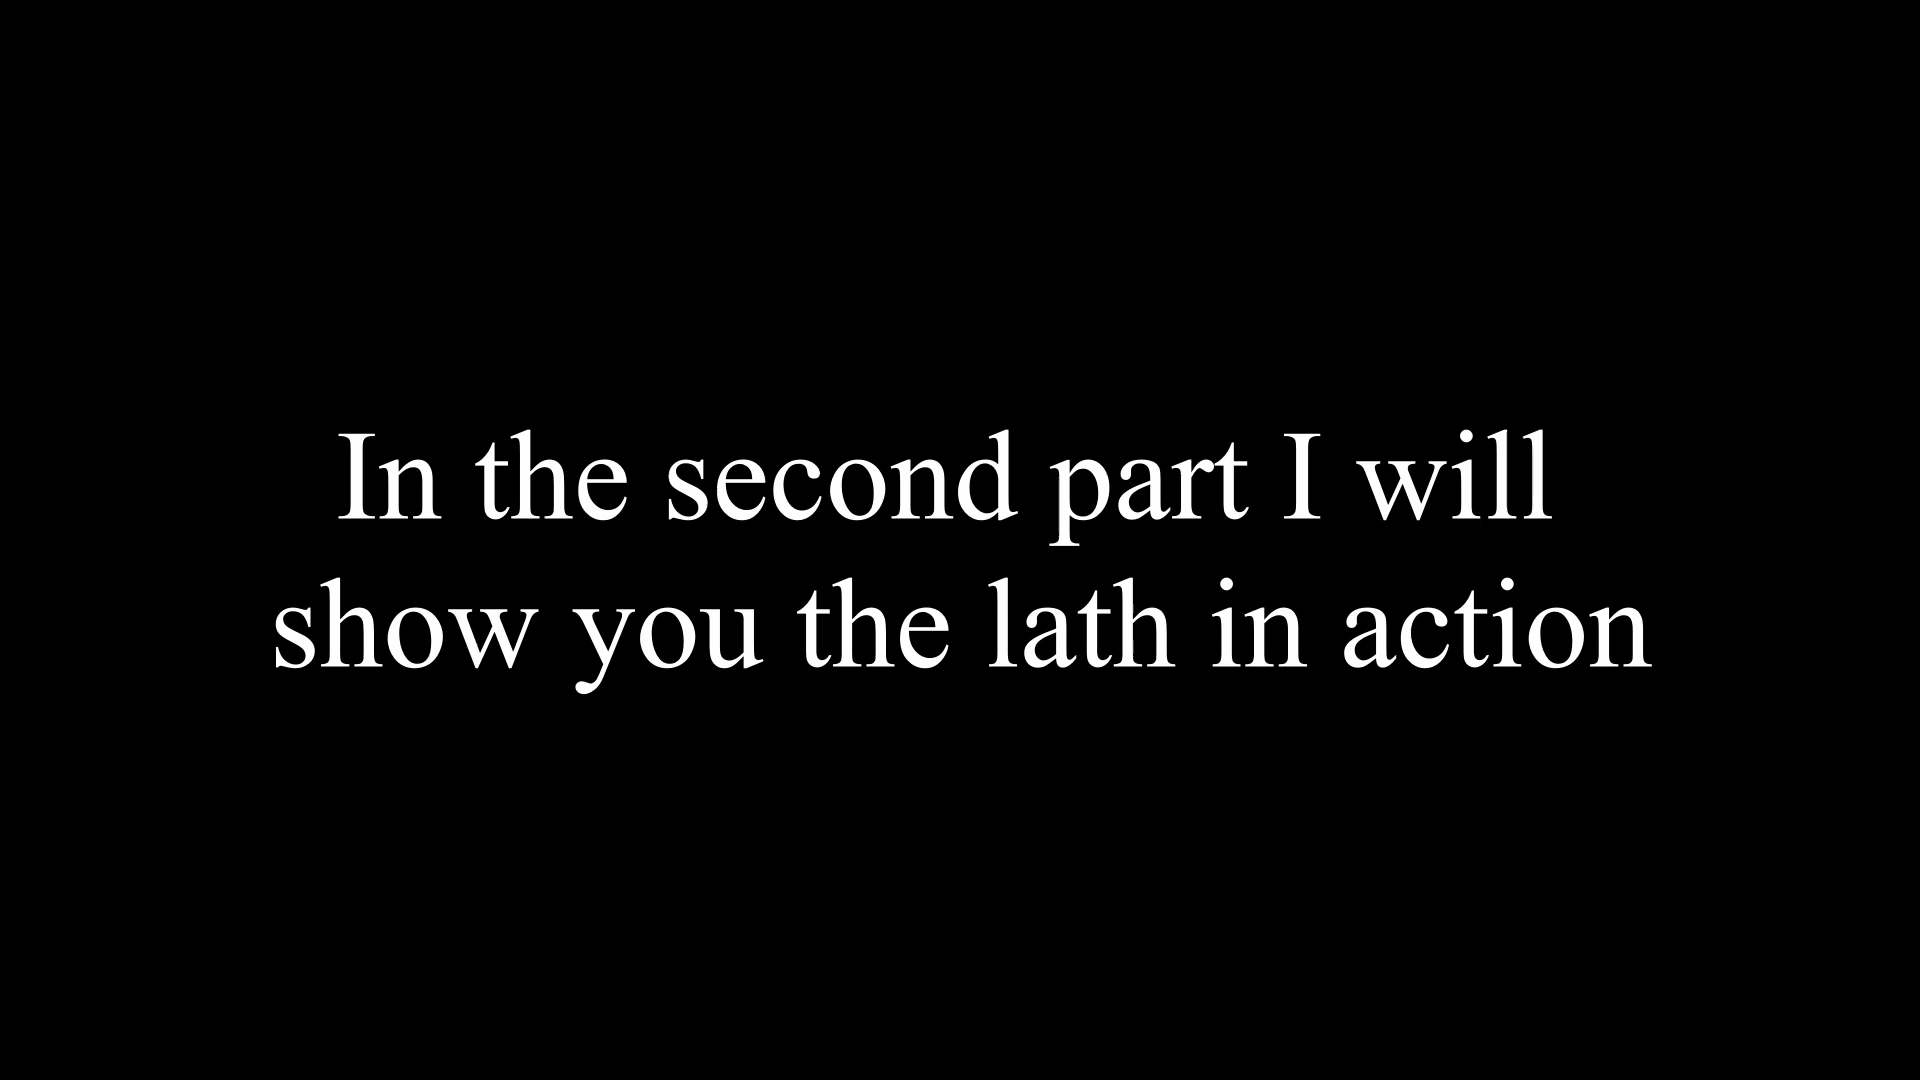 In the second part I will
show you the lath in action